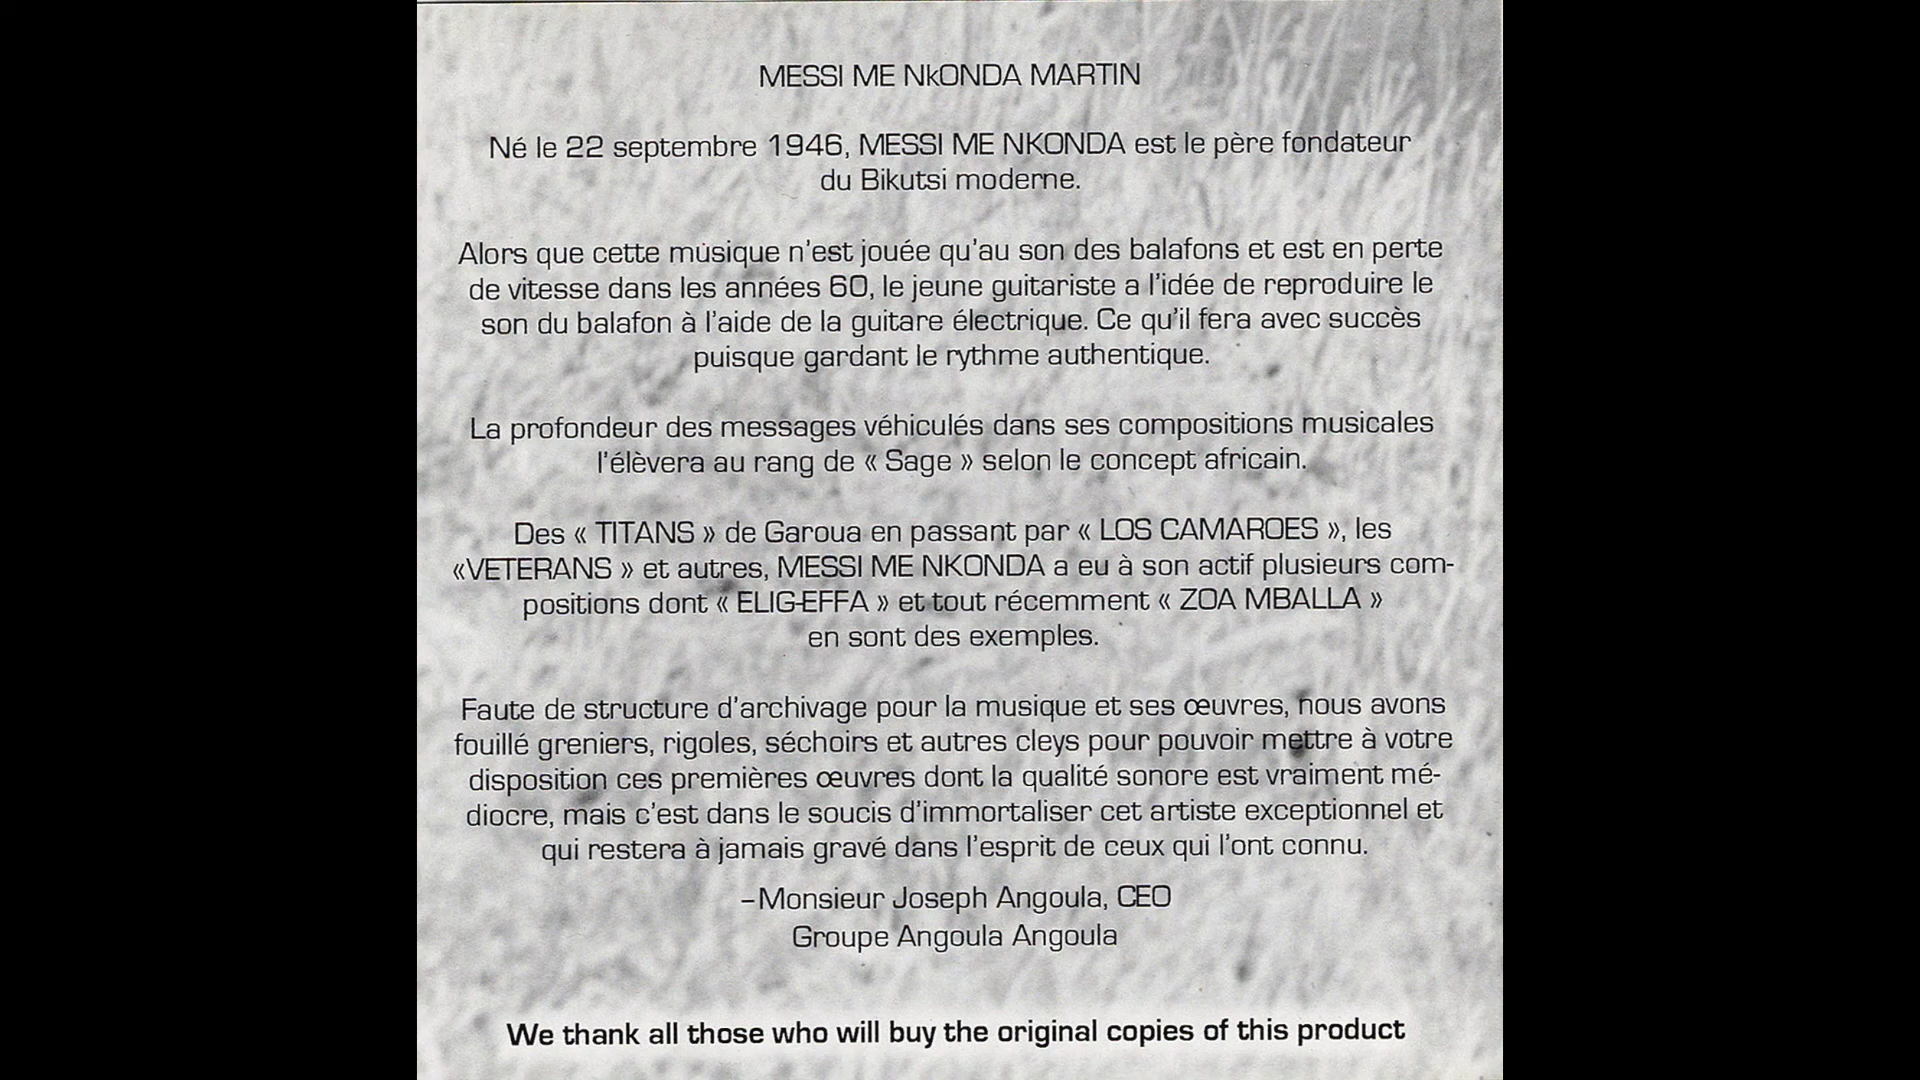 MESSI ME NkONDA MARTIN
Né le 22 septembre 1946, MESSI ME NKONDA est le père fondateur
du Bikutsi moderne.
Alors que cette musique n'est jouée qu'au son des balafons et est en perte
de vitesse dans les années 60, le jeune guitariste a l'idée de reproduire le
son du balafon à l'aide de la guitare électrique. Ce qu'il fera avec succès
puisque gardant le rythme authentique.
La profondeur des messages véhiculés dans ses compositions musicales
l'élèvera au rang de « Sage » selon le concept africain.
Des « TITANS » de Garoua en passant par « LOS CAMAROES », les
«VETERANS » et autres, MESSI ME NKONDA a eu à son actif plusieurs com-
positions dont « ELIG-EFFA » et tout récemment « ZOA MBALLA »
en sont des exemples.
Faute de structure d'archivage pour la musique et ses œuvres, nous avons
fouillé greniers, rigoles, séchoirs et autres cleys pour pouvoir mettre à votre
disposition ces premières œuvres dont la qualité sonore est vraiment mé-
diocre, mais c'est dans le soucis d'immortaliser cet artiste exceptionnel et
qui restera à jamais gravé dans l'esprit de ceux qui l'ont connu.
–Monsieur Joseph Angoula, CEO
Groupe Angoula Angoula
We thank all those who will buy the original copies of this product